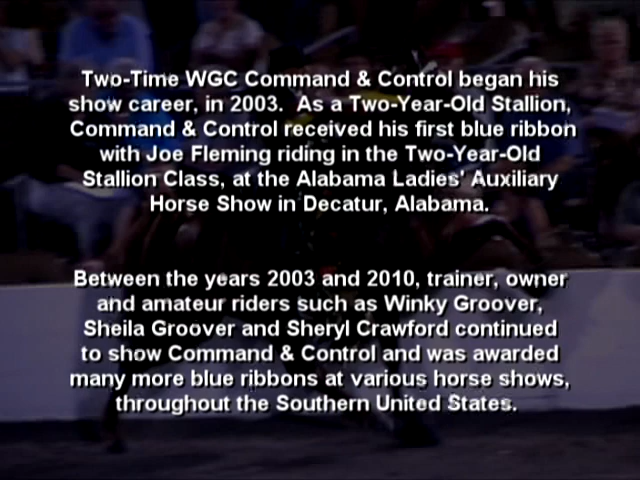 Two-Time WGC Command & Control began his
show career, in 2003.  As a Two-Year-Old Stallion,
Command & Control received his first blue ribbon
with Joe Fleming riding in the Two-Year-Old
Stallion Class, at the Alabama Ladies' Auxiliary
Horse Show in Decatur, Alabama.
Between the years 2003 and 2010, trainer, owner
and amateur riders such as Winky Groover,
Sheila Groover and Sheryl Crawford continued
to show Command & Control and was awarded
many more blue ribbons at various horse shows,
throughout the Southern United States.